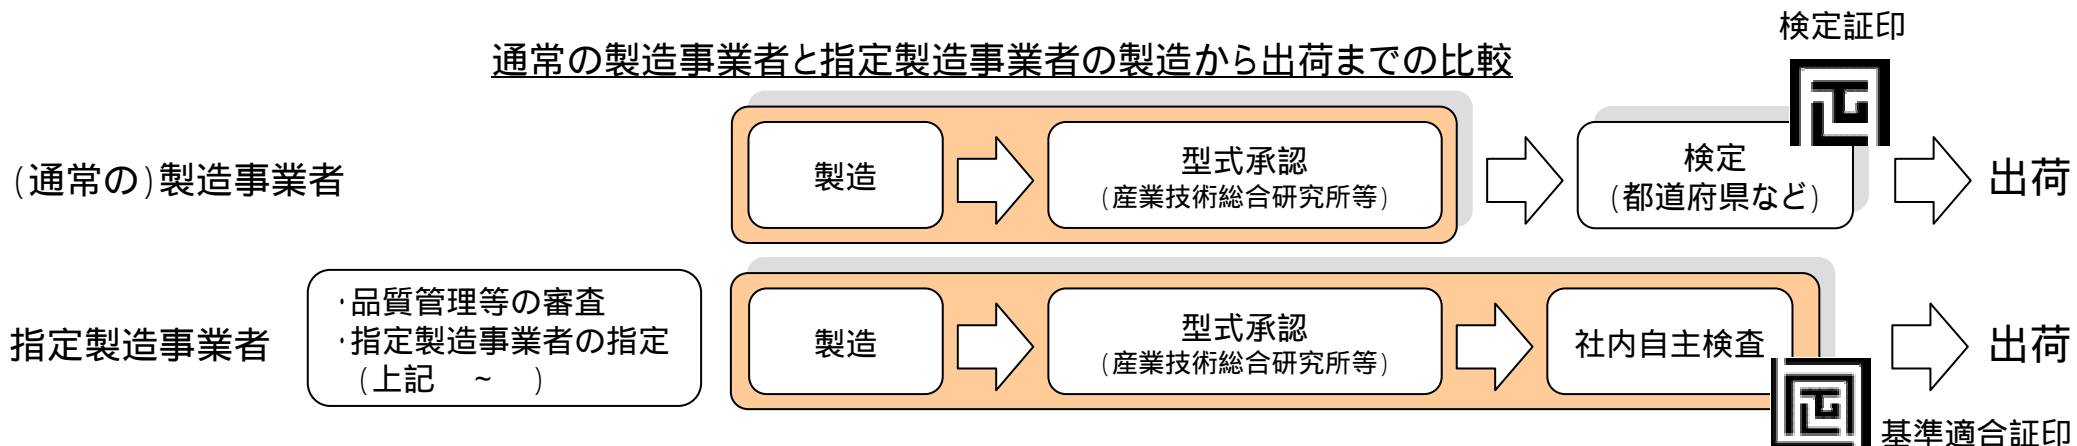 検定証印
通常の製造事業者と指定製造事業者の製造から出荷までの比較
(通常の)製造事業者
製造
型式承認
(産業技術総合研究所等)
検定
(都道府県など)
出荷
指定製造事業者
·品質管理等の審査
·指定製造事業者の指定
(上記　~　)
製造
型式承認
(産業技術総合研究所等)
社内自主検査
出荷
基準適合証印